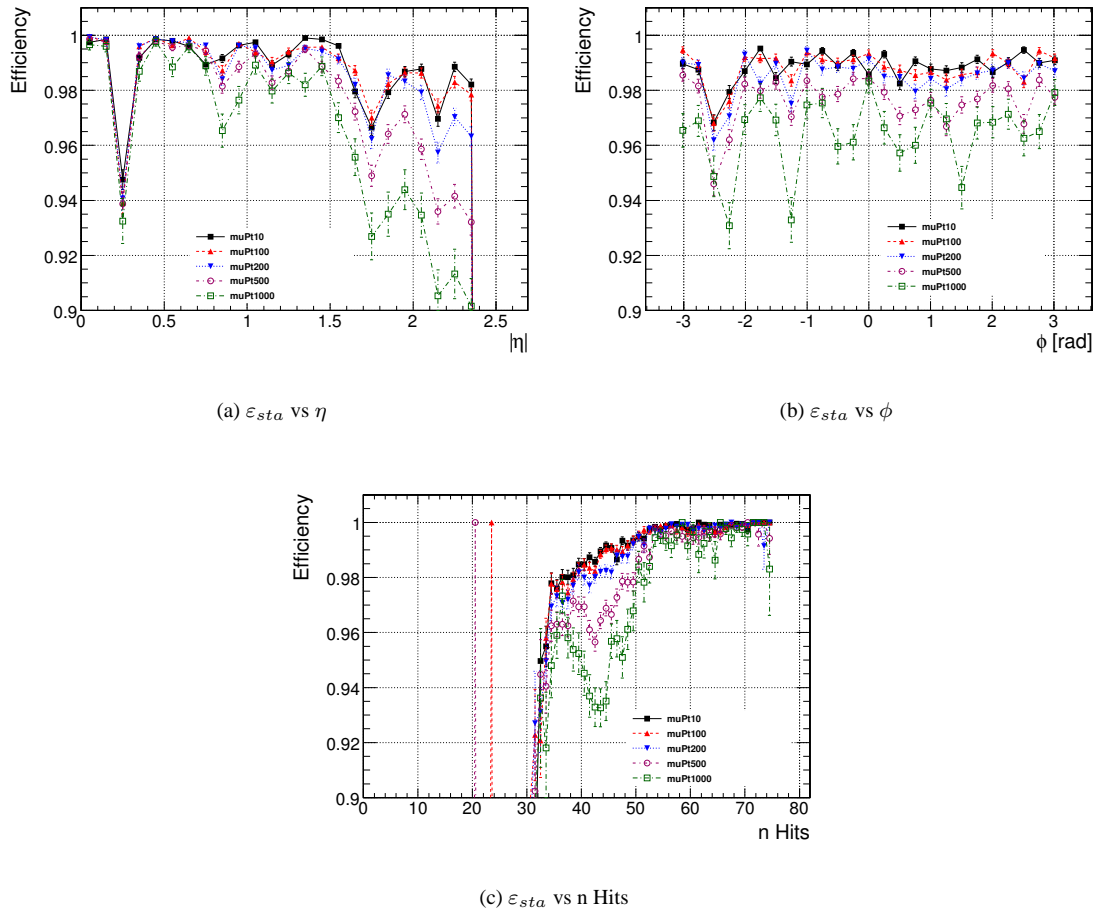 Efficiency
1
0.98
0.96
0.94
0.92
0.9
muPt10
muPt100
muPt200
muPt500
muPt1000
0 0.5 1 1.5 2 2.5
|η|
(a) εsta vs η
Efficiency
1
0.98
0.96
0.94
0.92
0.9
muPt10
muPt100
muPt200
muPt500
muPt1000
-3 -2 -1 0 1 2 3
ϕ [rad]
(b) εsta vs ϕ
Efficiency
1
0.98
0.96
0.94
0.92
0.9
muPt10
muPt100
muPt200
muPt500
muPt1000
0 10 20 30 40 50 60 70 80
n Hits
(c) εsta vs n Hits